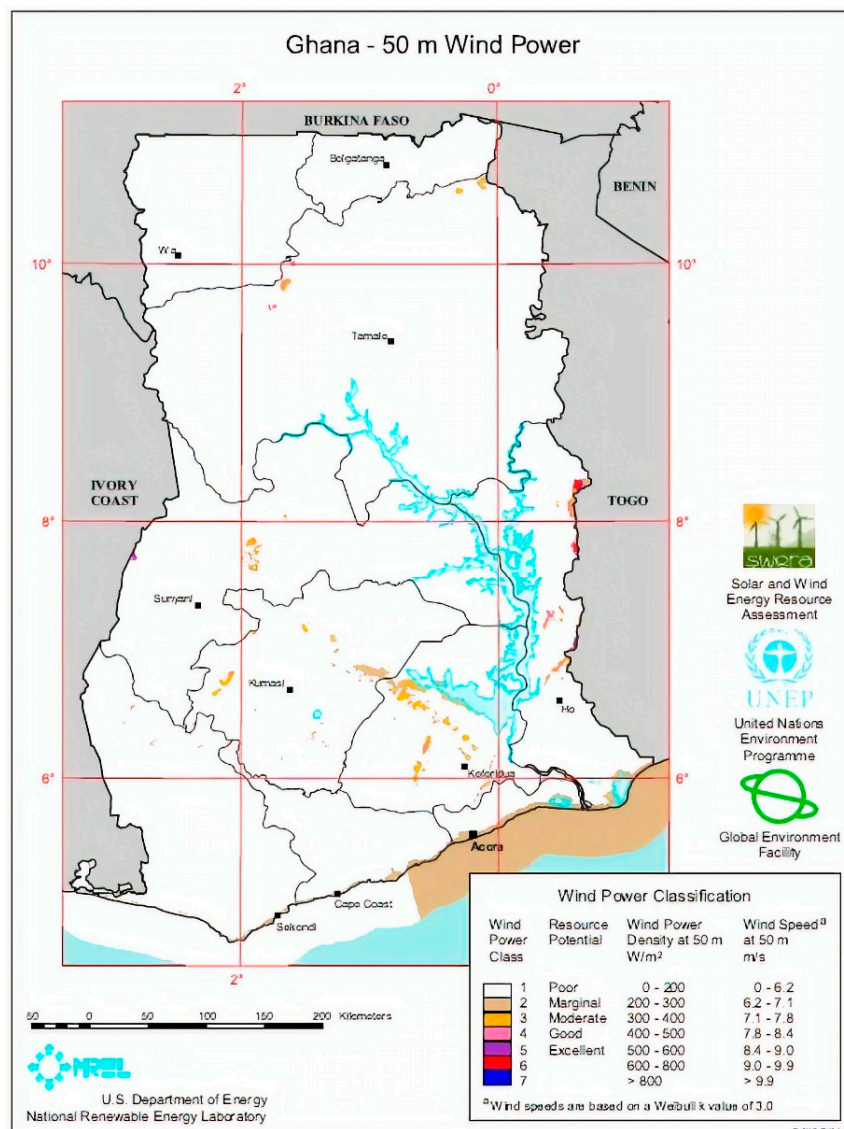 Ghana - 50 m Wind Power
2° 0°
BURKINA FASO
Bolgatanga
BENIN
Wa
10° 10°
Tamale
IVORY
COAST
TOGO
8° 8°
swera
Solar and Wind
Energy Resource
Assessment
Sunyani
Kumasi
Ho
UNEP
United Nations
Environment
Programme
Koforidua
6° 6°
Accra
Global Environment
Facility
Cape Coast
Sekondi
2°
Wind Power Classification
Wind Resource Wind Power Wind Speed a
Power Potential Density at 50 m at 50 m
Class W/m² m/s
1 Poor 0 - 200 0 - 6.2
2 Marginal 200 - 300 6.2 - 7.1
3 Moderate 300 - 400 7.1 - 7.8
4 Good 400 - 500 7.8 - 8.4
5 Excellent 500 - 600 8.4 - 9.0
6 600 - 800 9.0 - 9.9
7 > 800 > 9.9
a Wind speeds are based on a Weibull k value of 3.0
50 0 50 100 150 200 Kilometers
NREL
U.S. Department of Energy
National Renewable Energy Laboratory